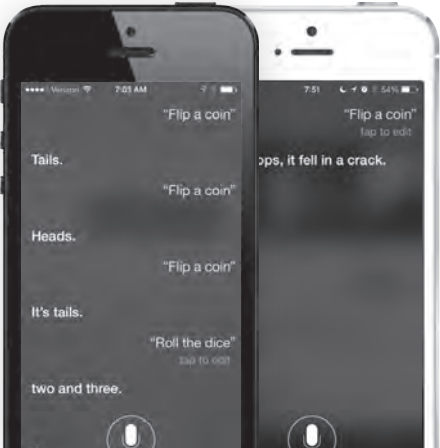 Verizon 7:03 AM
"Flip a coin"
Tails.
"Flip a coin"
Heads.
"Flip a coin"
It's tails.
"Roll the dice"
tap to edit
two and three.
7:51 54%
"Flip a coin"
tap to edit
ops, it fell in a crack.